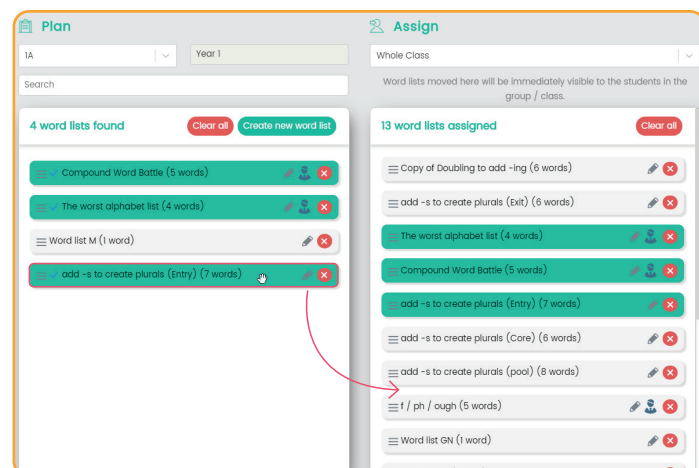 Plan
1A
Year 1
Search
4 word lists found
Clear all
Create new word list
Compound Word Battle (5 words)
The worst alphabet list (4 words)
Word list M (1 word)
add -s to create plurals (Entry) (7 words)
Assign
Whole Class
Word lists moved here will be immediately visible to the students in the
group / class.
13 word lists assigned
Clear all
Copy of Doubling to add -ing (6 words)
add -s to create plurals (Exit) (6 words)
The worst alphabet list (4 words)
Compound Word Battle (5 words)
add -s to create plurals (Entry) (7 words)
add -s to create plurals (Core) (6 words)
add -s to create plurals (pool) (8 words)
f / ph / ough (5 words)
Word list GN (1 word)